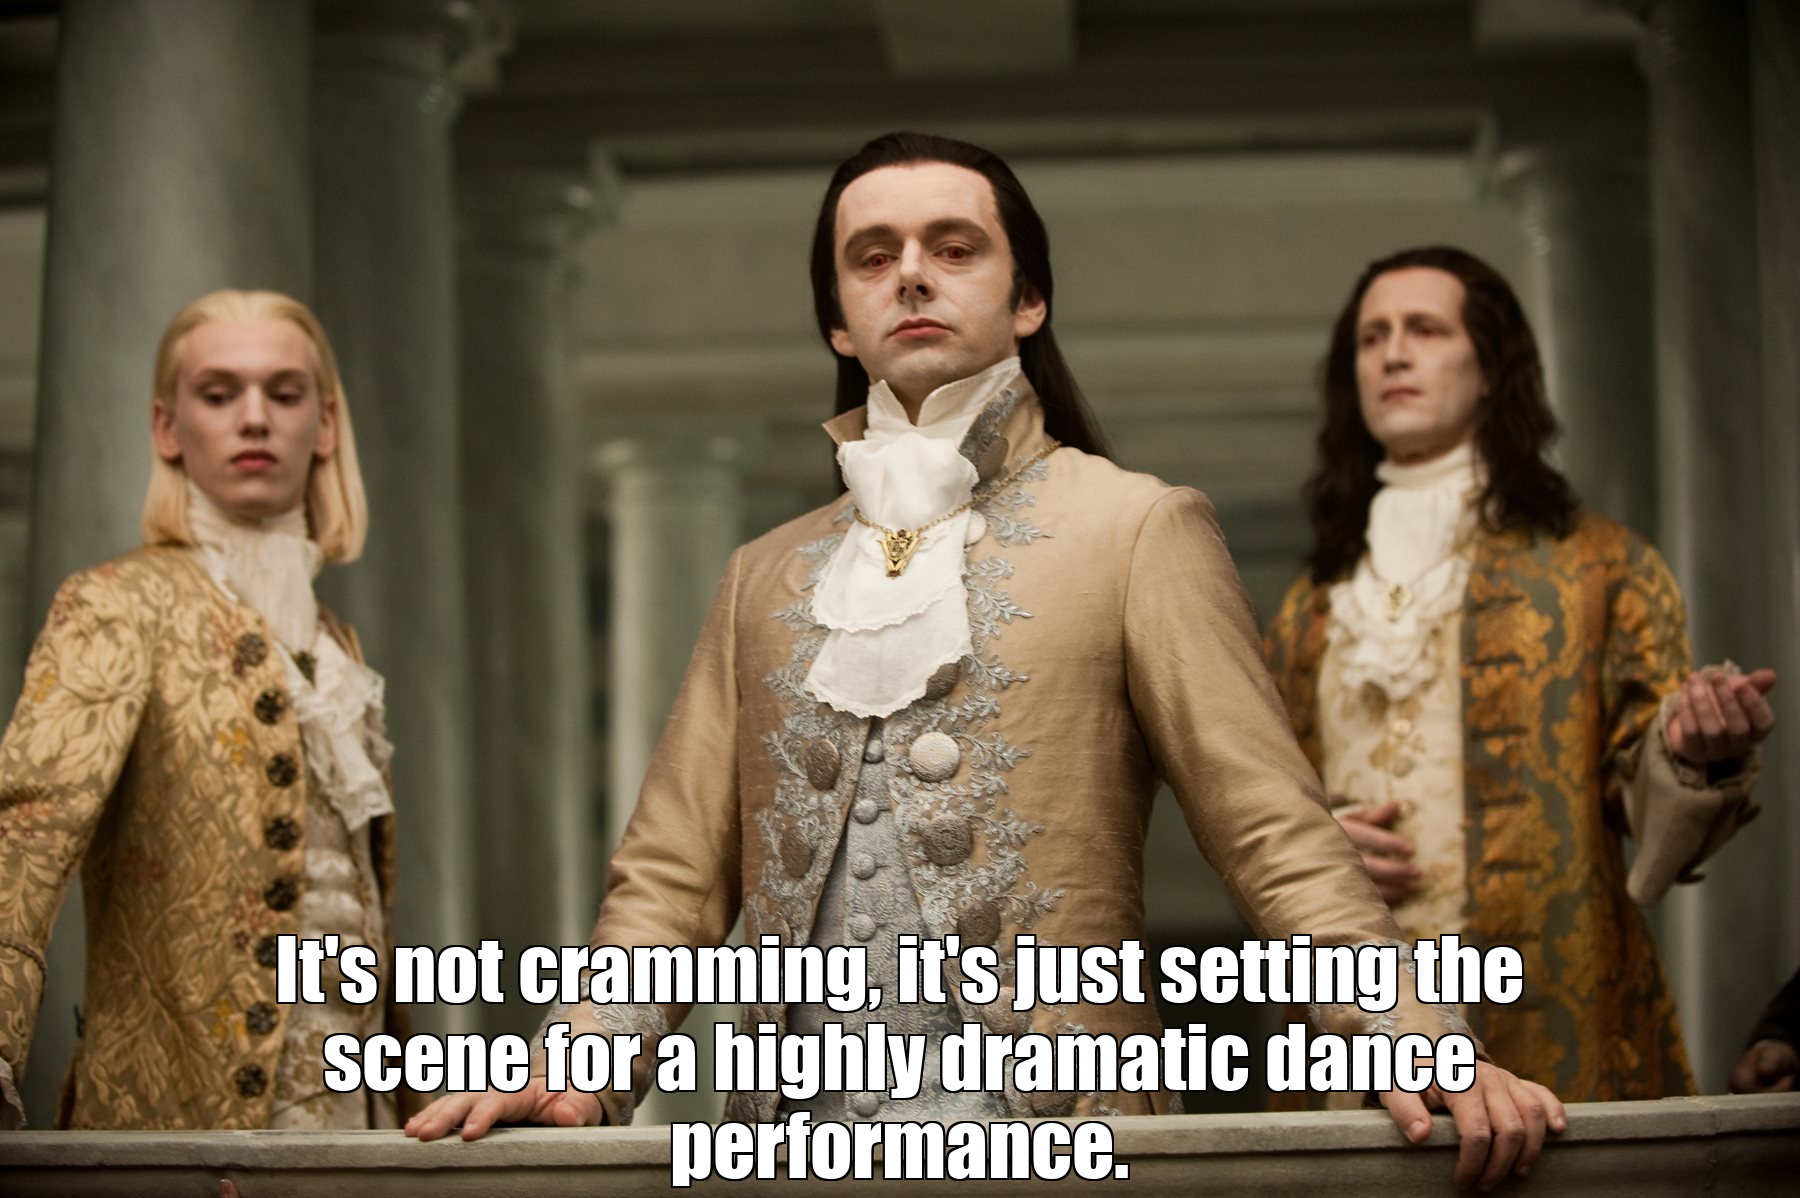 It's not cramming, it's just setting the
scene for a highly dramatic dance
performance.